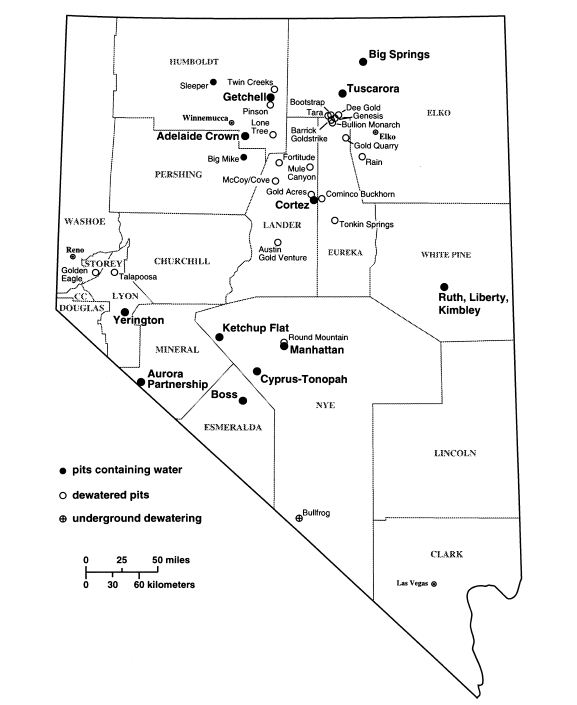 Big Springs
HUMBOLDT
Sleeper
Twin Creeks
Getchell
Tuscarora
Pinson
Bootstrap
Dee Gold
Tara
Genesis
ELKO
Winnemucca
Lone
Tree
Bullion Monarch
Adelaide Crown
Barrick
Goldstrike
Elko
Gold Quarry
Big Mike
Fortitude
Rain
Mule
Canyon
PERSHING
McCoy/Cove
Gold Acres
Cominco Buckhorn
Cortez
WASHOE
LANDER
Tonkin Springs
Reno
Austin
Gold Venture
EUREKA
WHITE PINE
STOREY
CHURCHILL
Golden
Eagle
Talapoosa
CC
LYON
Ruth, Liberty,
Kimbley
DOUGLAS
Yerington
Ketchup Flat
Round Mountain
MINERAL
Manhattan
Aurora
Partnership
Cyprus-Tonopah
Boss
NYE
ESMERALDA
LINCOLN
pits containing water
dewatered pits
underground dewatering
Bullfrog
CLARK
0 25 50 miles
0 30 60 kilometers
Las Vegas